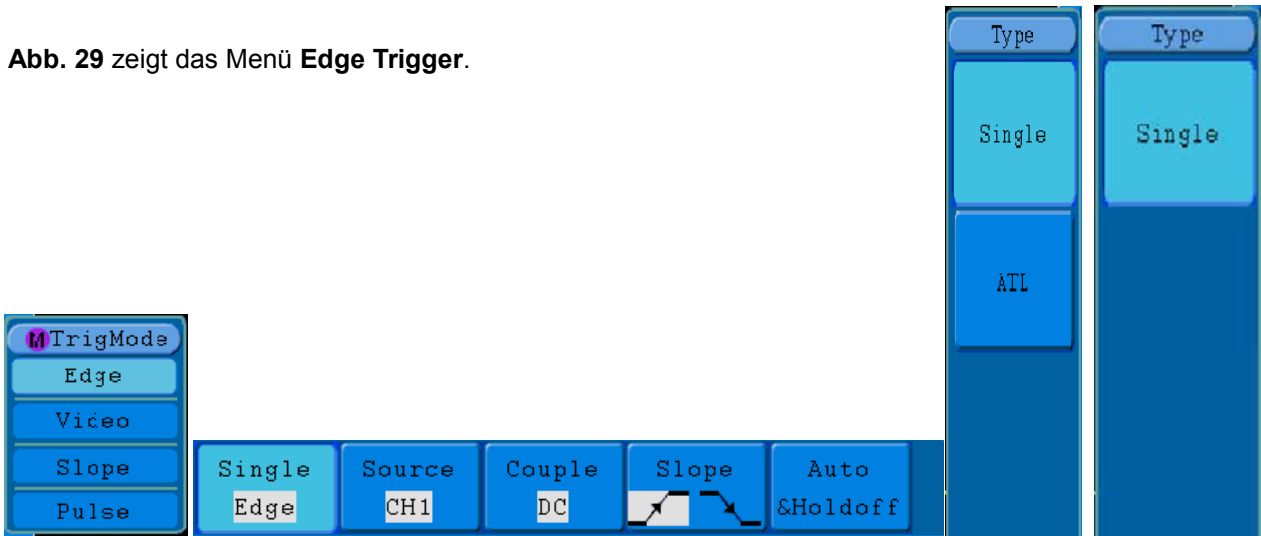 Abb. 29 zeigt das Menü Edge Trigger.
Type
Single
ATL
Type
Single
M TrigMode
Edge
Video
Slope
Pulse
Single
Edge
Source
CH1
Couple
DC
Slope
Auto
&Holdoff